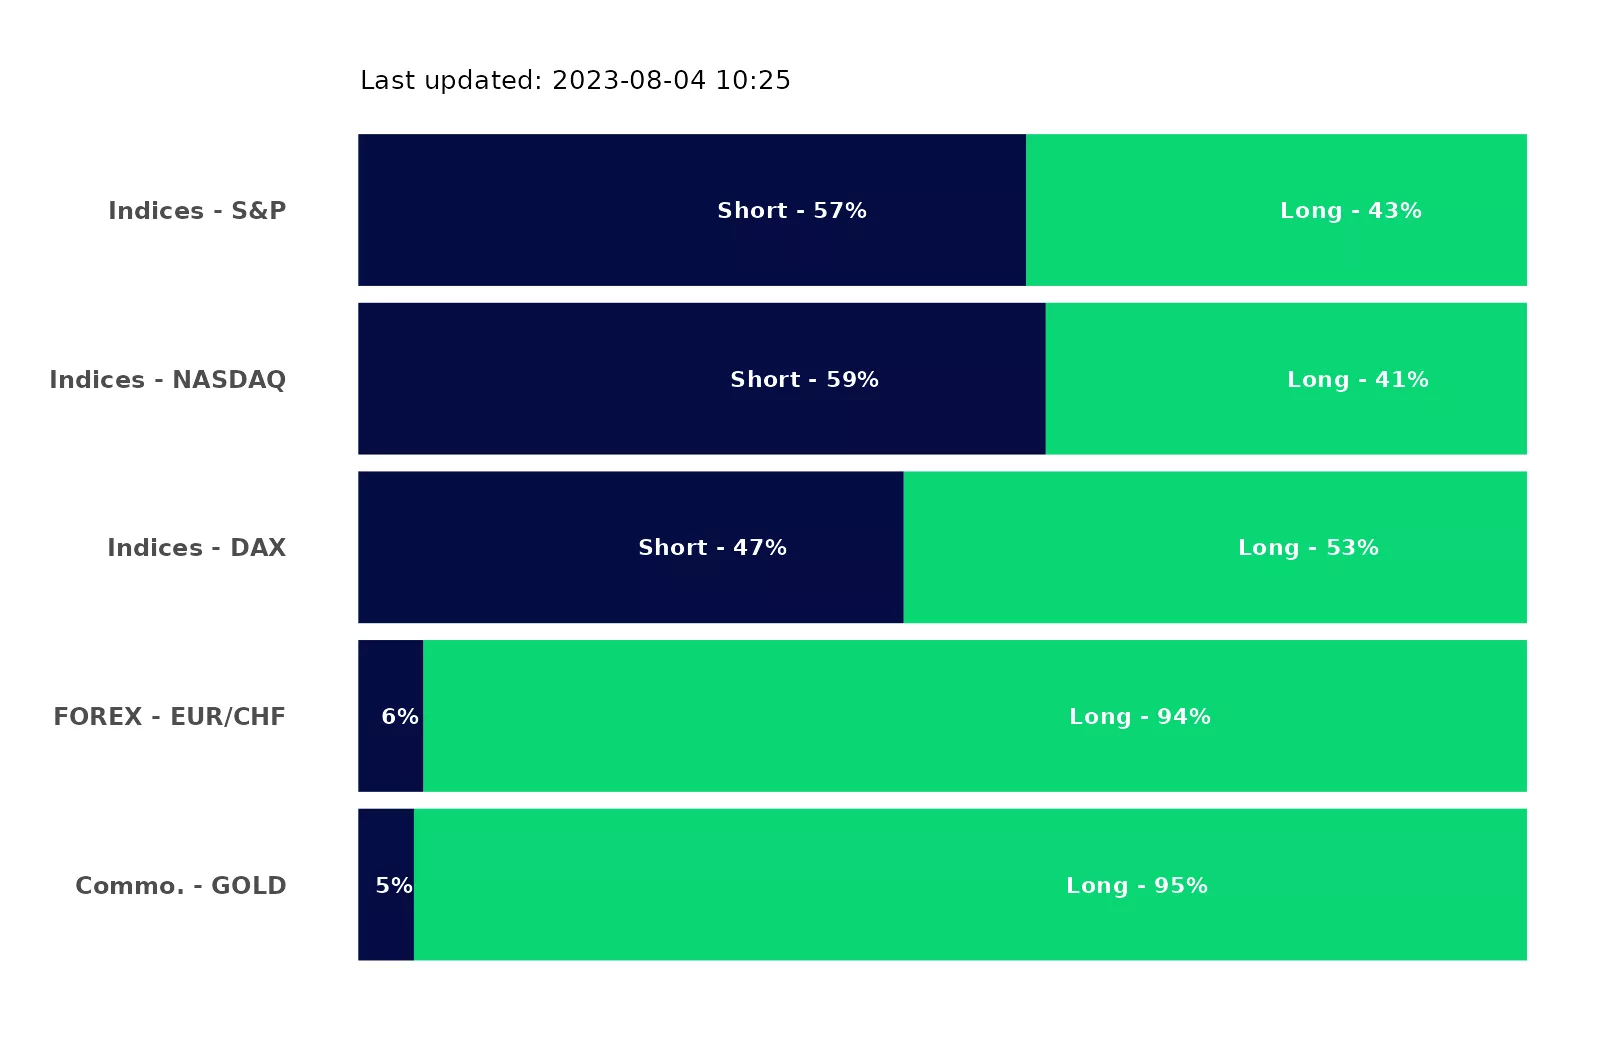 Last updated: 2023-08-04 10:25
Indices - S&P Short - 57% Long - 43%
Indices - NASDAQ Short - 59% Long - 41%
Indices - DAX Short - 47% Long - 53%
FOREX - EUR/CHF 6% Long - 94%
Commo. - GOLD 5% Long - 95%